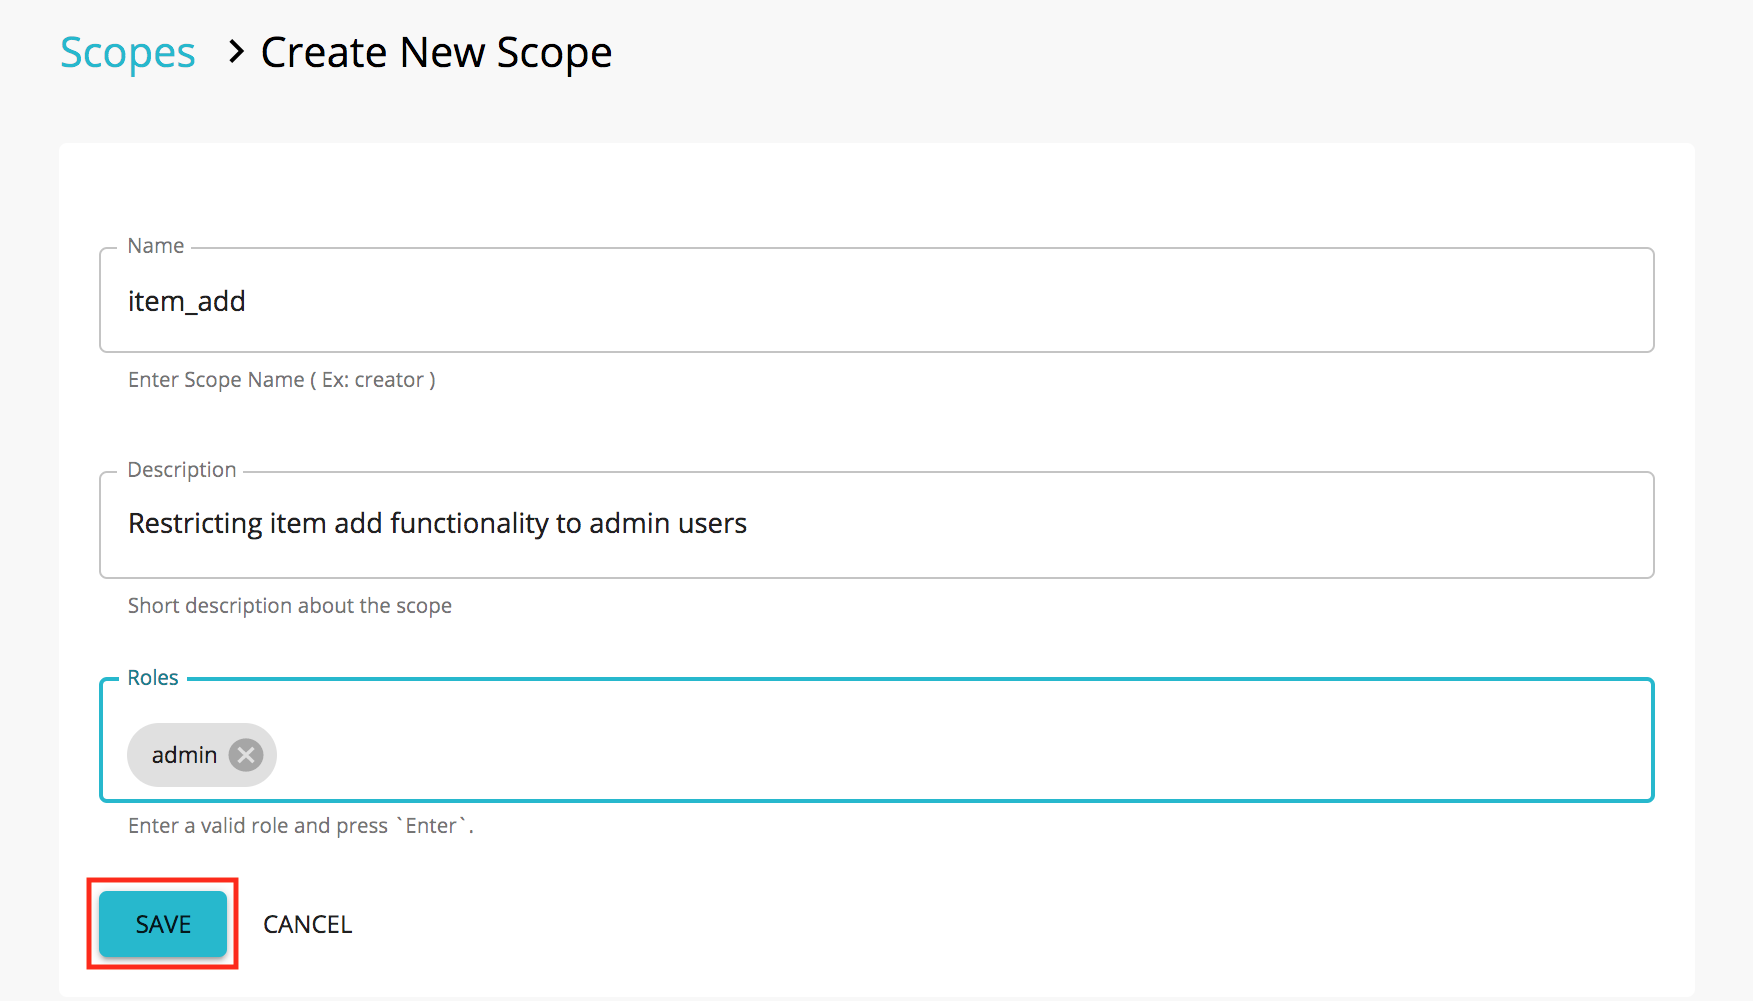 Scopes > Create New Scope
Name
item_add
Enter Scope Name ( Ex: creator )
Description
Restricting item add functionality to admin users
Short description about the scope
Roles
admin
Enter a valid role and press `Enter`.
SAVE CANCEL